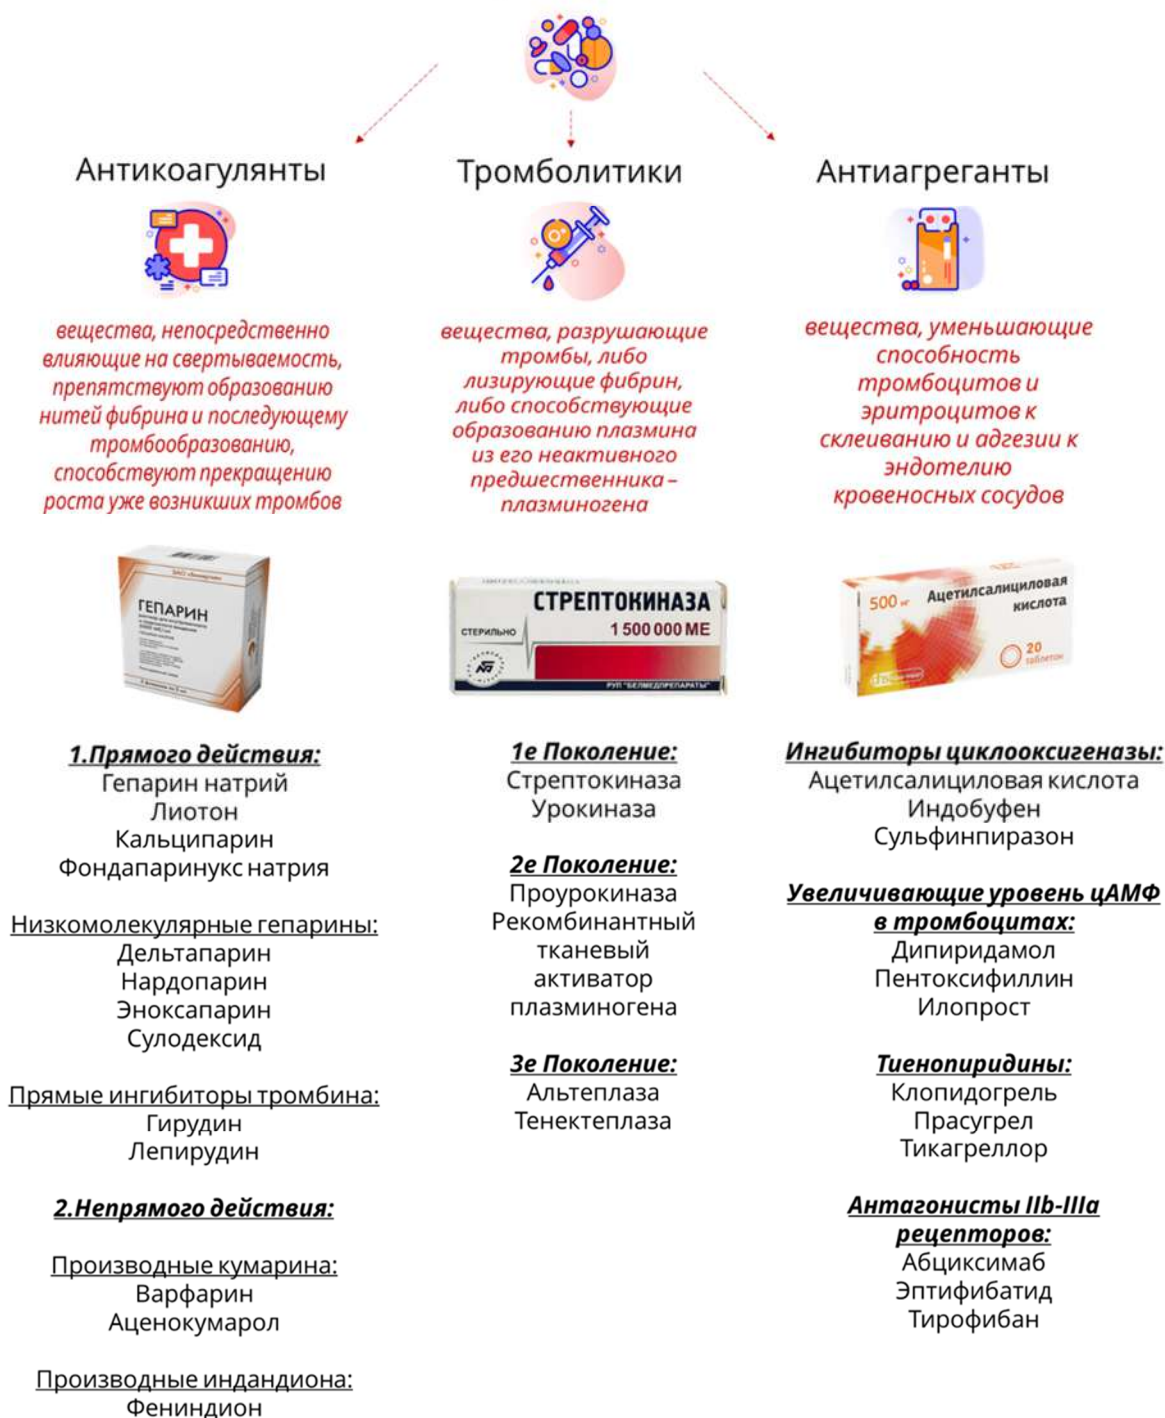 Антикоагулянты
Тромболитики
Антиагреганты
вещества, непосредственно
влияющие на свертываемость,
препятствуют образованию
нитей фибрина и последующему
тромбообразованию,
способствуют прекращению
роста уже возникших тромбов
вещества, разрушающие
тромбы, либо
лизирующие фибрин,
либо способствующие
образованию плазмина
из его неактивного
предшественника –
плазминогена
вещества, уменьшающие
способность
тромбоцитов и
эритроцитов к
склеиванию и адгезии к
эндотелию
кровеносных сосудов
ГЕПАРИН
СТРЕПТОКИНАЗА
СТЕРИЛЬНО
1 500 000 МЕ
РУП "БЕЛМЕДПРЕПАРАТЫ"
500 мг
Ацетилсалициловая
кислота
20
таблеток
1.Прямого действия:
Гепарин натрий
Лиотон
Кальципарин
Фондапаринукс натрия
Низкомолекулярные гепарины:
Дельтапарин
Нардопарин
Эноксапарин
Сулодексид
Прямые ингибиторы тромбина:
Гирудин
Лепирудин
2.Непрямого действия:
Производные кумарина:
Варфарин
Аценокумарол
Производные индандиона:
Фениндион
1е Поколение:
Стрептокиназа
Урокиназа
2е Поколение:
Проурокиназа
Рекомбинантный
тканевый
активатор
плазминогена
3е Поколение:
Альтеплаза
Тенектеплаза
Ингибиторы циклооксигеназы:
Ацетилсалициловая кислота
Индобуфен
Сульфинпиразон
Увеличивающие уровень цАМФ
в тромбоцитах:
Дипиридамол
Пентоксифиллин
Илопрост
Тиенопиридины:
Клопидогрель
Прасугрел
Тикагреллор
Антагонисты IIb-IIIa
рецепторов:
Абциксимаб
Эптифибатид
Тирофибан